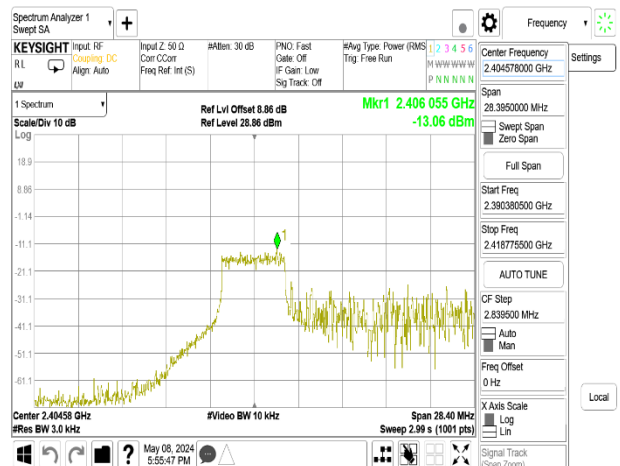 Spectrum Analyzer 1
Swept SA
Frequency
KEYSIGHT
Input: RF
Coupling: DC
Align: Auto
Input Z: 50 Ω
Corr CCorr
Freq Ref: Int (S)
#Atten: 30 dB
PNO: Fast
Gate: Off
IF Gain: Low
Sig Track: Off
#Avg Type: Power (RMS
Trig: Free Run
1 2 3 4 5 6
M W W W W W
P N N N N N
R L
Center Frequency
2.404578000 GHz
Settings
Span
28.3950000 MHz
Swept Span
Zero Span
Full Span
Start Freq
2.390380500 GHz
Stop Freq
2.418775500 GHz
AUTO TUNE
CF Step
2.839500 MHz
Auto
Man
Freq Offset
0 Hz
X Axis Scale
Log
Lin
Signal Track
(Span Zoom)
Local
1 Spectrum
Scale/Div 10 dB
Log
Ref Lvl Offset 8.86 dB
Ref Level 28.86 dBm
Mkr1 2.406 055 GHz
-13.06 dBm
18.9
8.86
-1.14
-11.1
-21.1
-31.1
-41.1
-51.1
-61.1
1
Center 2.40458 GHz
#Res BW 3.0 kHz
#Video BW 10 kHz
Span 28.40 MHz
Sweep 2.99 s (1001 pts)
May 08, 2024
5:55:47 PM